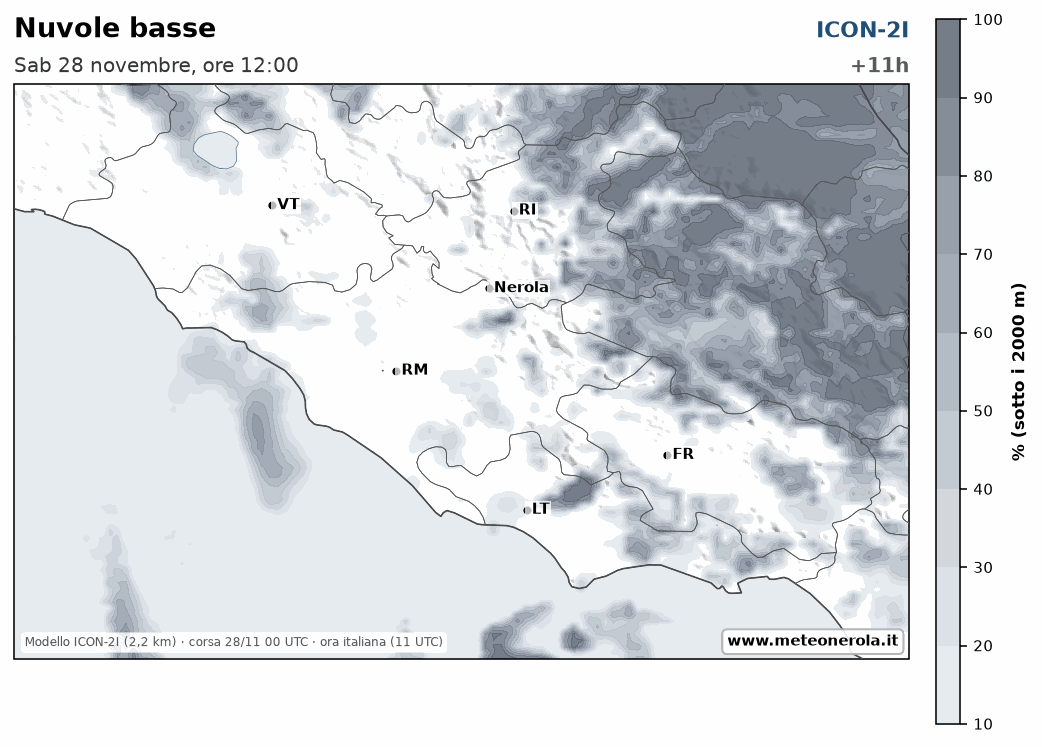 Nuvole basse
ICON-2I
Sab 28 novembre, ore 12:00
+11h
100
90
80
70
60
50
40
30
20
10
% (sotto i 2000 m)
VT
RI
Nerola
RM
FR
LT
Modello ICON-2I (2,2 km) · corsa 28/11 00 UTC · ora italiana (11 UTC)
www.meteonerola.it